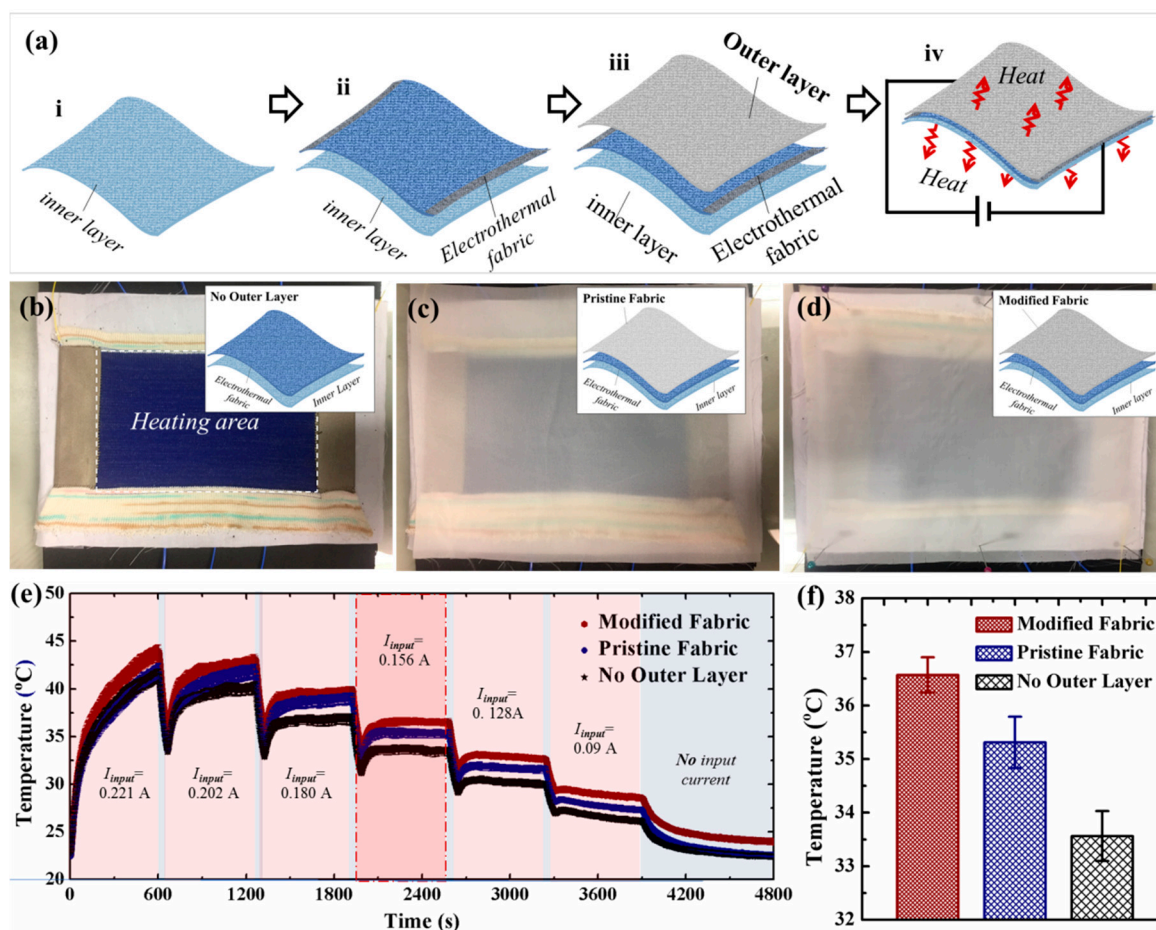 (a)
i
inner layer
ii
inner layer
Electrothermal
fabric
iii
Outer layer
inner layer
Electrothermal
fabric
iv
Heat
Heat
(b)
No Outer Layer
Electrothermal
fabric
Inner Layer
Heating area
(c)
Pristine Fabric
Electrothermal
fabric
Inner layer
(d)
Modified Fabric
Electrothermal
fabric
Inner layer
(e)
Temperature (ºC)
50
45
40
35
30
25
20
Modified Fabric
Pristine Fabric
No Outer Layer
Iinput=
0.221 A
Iinput=
0.202 A
Iinput=
0.180 A
Iinput=
0.156 A
Iinput=
0. 128A
Iinput=
0.09 A
No input
current
0 600 1200 1800 2400 3000 3600 4200 4800
Time (s)
(f)
Temperature (ºC)
38
37
36
35
34
33
32
Modified Fabric
Pristine Fabric
No Outer Layer